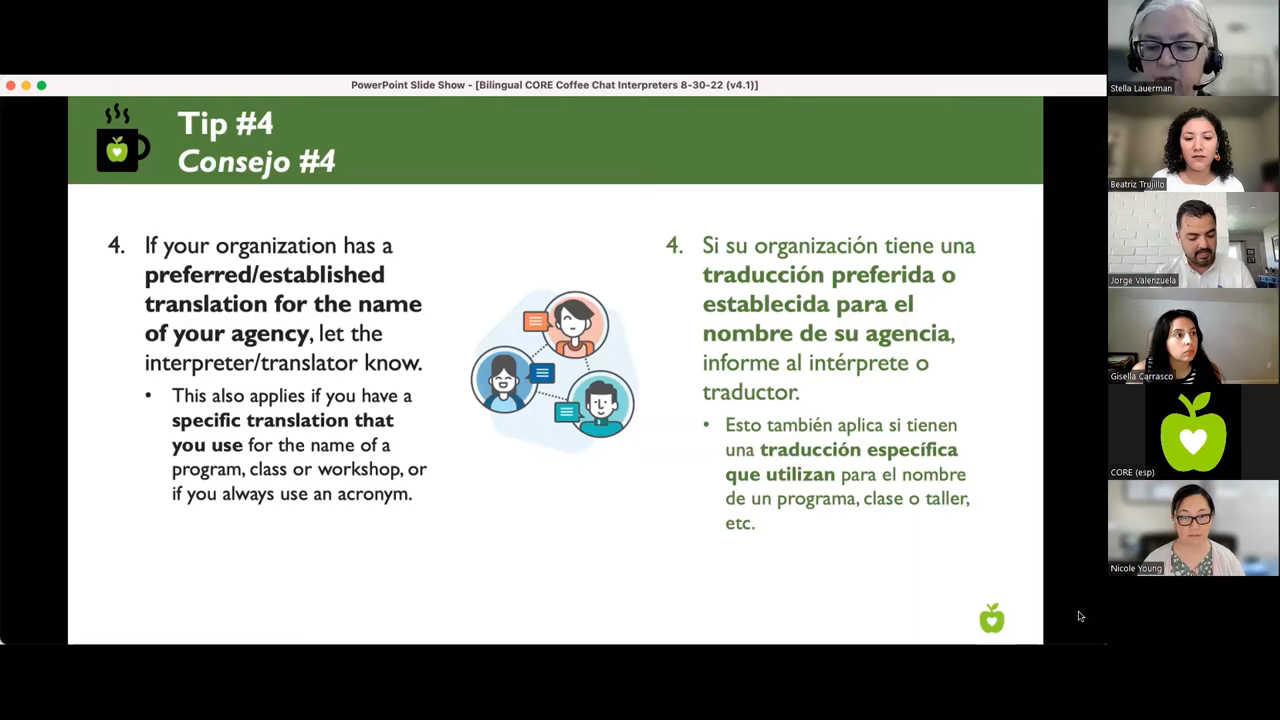 PowerPoint Slide Show - [Bilingual CORE Coffee Chat Interpreters 8-30-22 (v4.1)]
Tip #4
Consejo #4
4. If your organization has a
preferred/established
translation for the name
of your agency, let the
interpreter/translator know.
• This also applies if you have a
specific translation that
you use for the name of a
program, class or workshop, or
if you always use an acronym.
4. Si su organización tiene una
traducción preferida o
establecida para el
nombre de su agencia,
informe al intérprete o
traductor.
• Esto también aplica si tienen
una traducción específica
que utilizan para el nombre
de un programa, clase o taller,
etc.
Stella Lauerman
Beatriz Trujillo
Jorge Valenzuela
Gisella Carrasco
CORE (esp)
Nicole Young